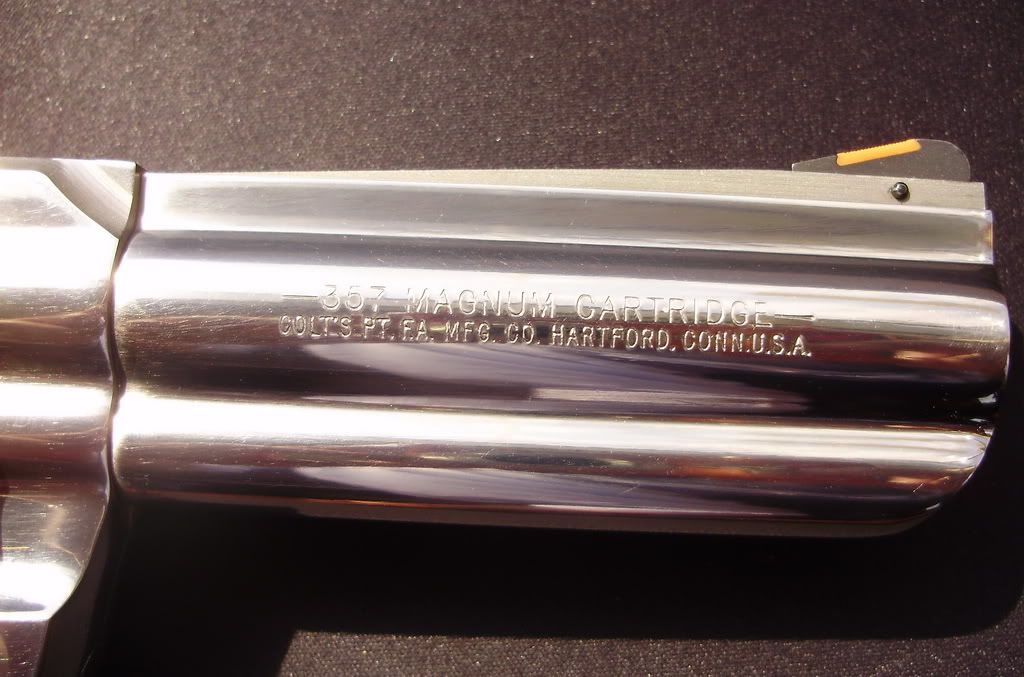 —357 MAGNUM CARTRIDGE—
COLT'S PT. F.A. MFG. CO. HARTFORD, CONN. U.S.A.